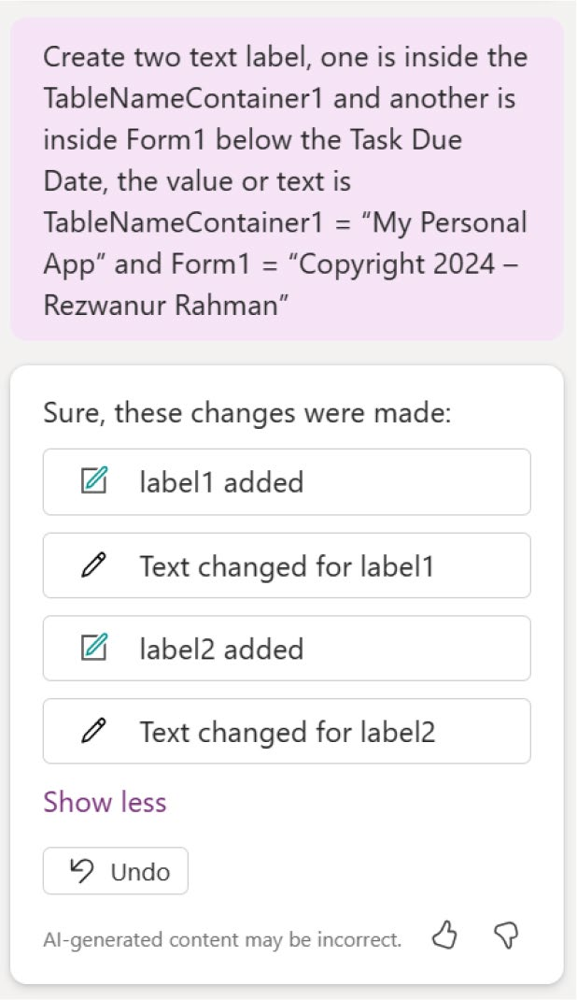 Create two text label, one is inside the
TableNameContainer1 and another is
inside Form1 below the Task Due
Date, the value or text is
TableNameContainer1 = “My Personal
App” and Form1 = “Copyright 2024 –
Rezwanur Rahman”
Sure, these changes were made:
label1 added
Text changed for label1
label2 added
Text changed for label2
Show less
Undo
AI-generated content may be incorrect.